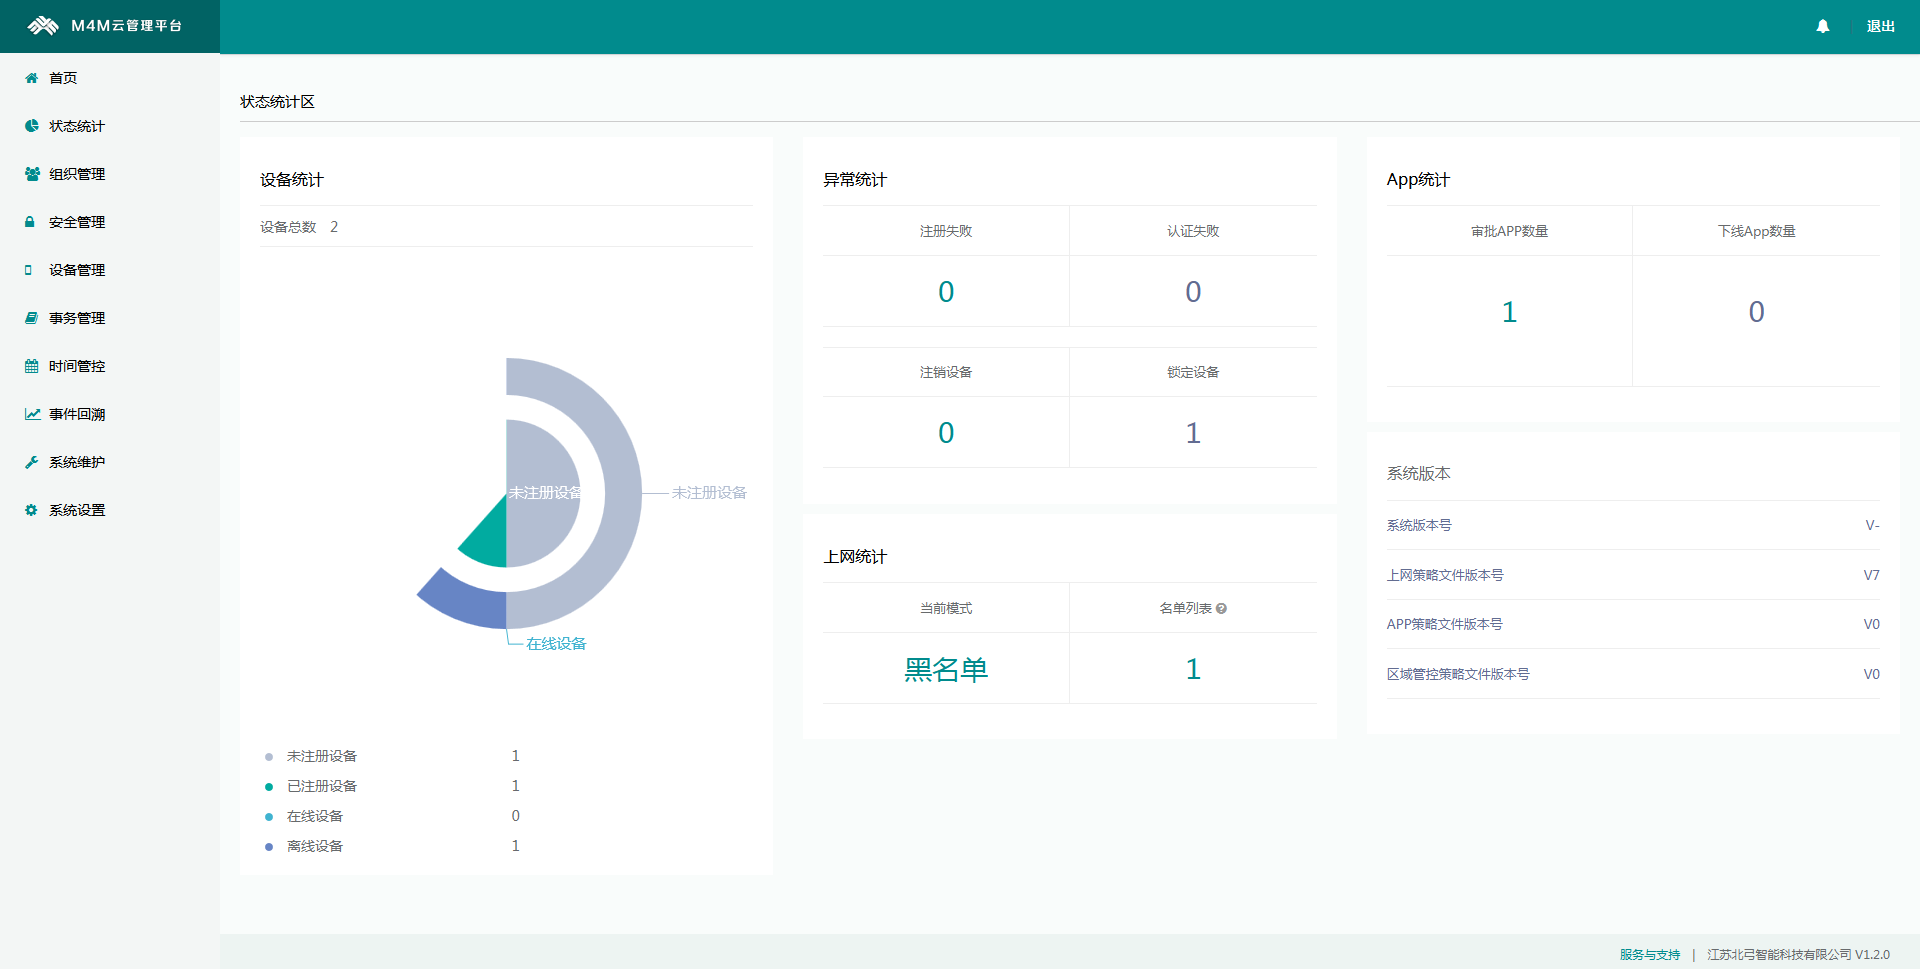 M4M云管理平台
退出
首页
状态统计
组织管理
安全管理
设备管理
事务管理
时间管控
事件回溯
系统维护
系统设置
状态统计区
设备统计
设备总数 2
未注册设备
未注册设备
在线设备
未注册设备 1
已注册设备 1
在线设备 0
离线设备 1
异常统计
注册失败 认证失败
0 0
注销设备 锁定设备
0 1
上网统计
当前模式 名单列表
黑名单 1
App统计
审批APP数量 下线App数量
1 0
系统版本
系统版本号 V-
上网策略文件版本号 V7
APP策略文件版本号 V0
区域管控策略文件版本号 V0
服务与支持 | 江苏北弓智能科技有限公司 V1.2.0